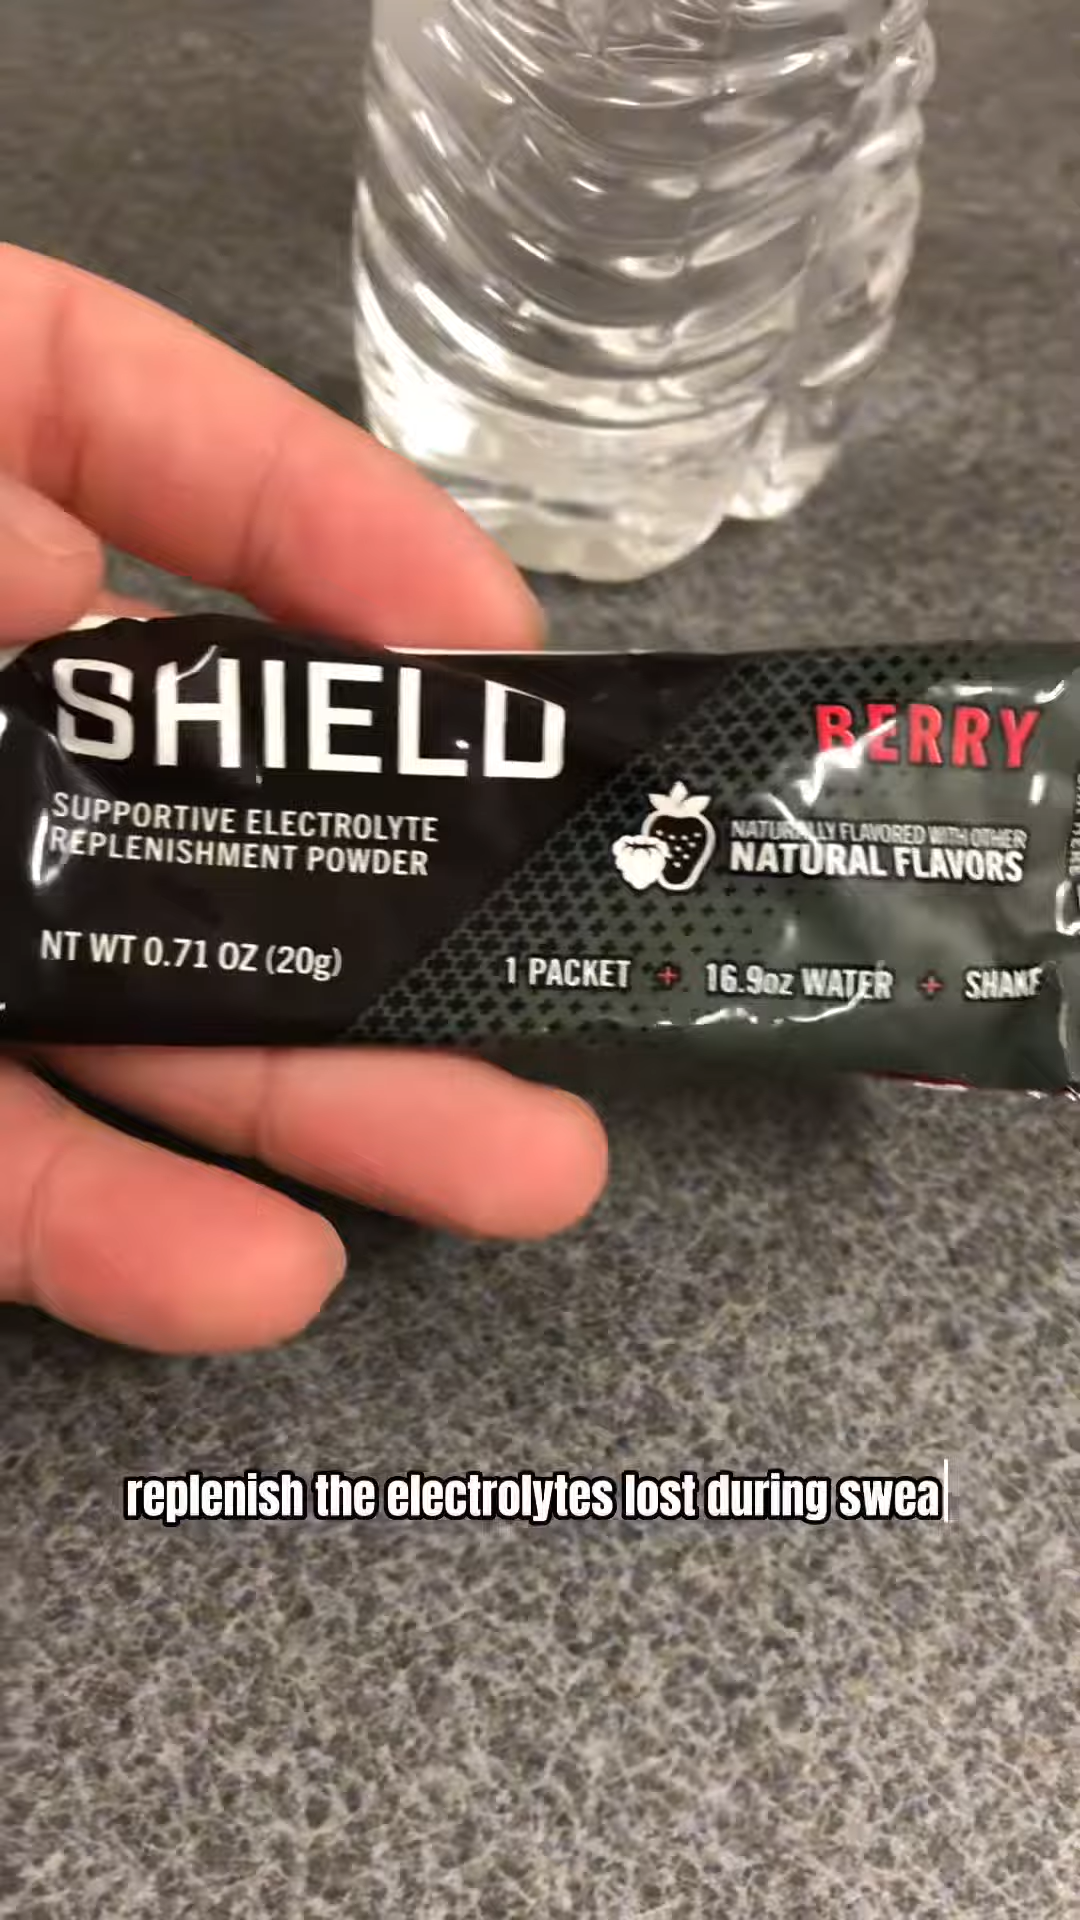 SHIELD
SUPPORTIVE ELECTROLYTE
REPLENISHMENT POWDER
NT WT 0.71 OZ (20g)
BERRY
NATURALLY FLAVORED WITH OTHER
NATURAL FLAVORS
1 PACKET + 16.9oz WATER + SHAKE
replenish the electrolytes lost during swea